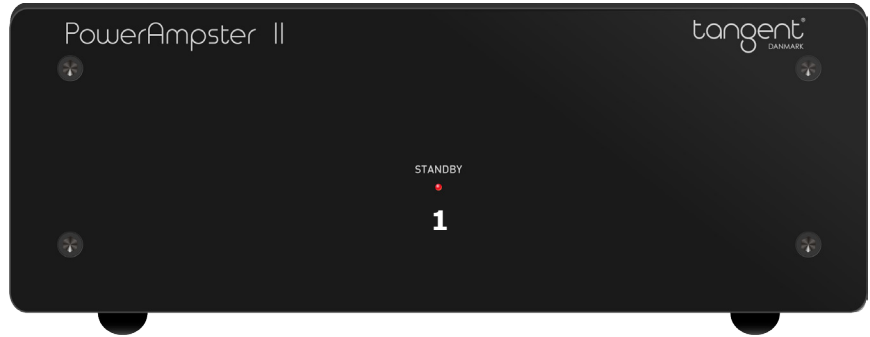 PowerAmpster II
tangent®
DANMARK
STANDBY
1